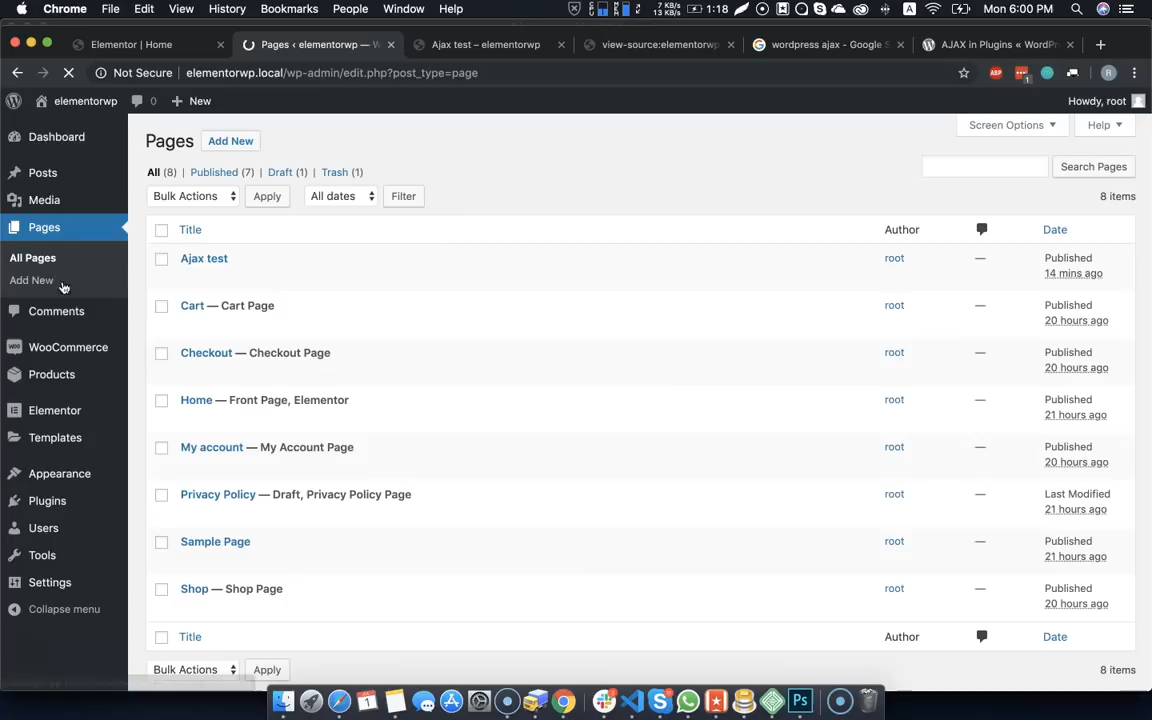 Chrome File Edit View History Bookmarks People Window Help 1:18 Mon 6:00 PM
Elementor | Home
Pages ‹ elementorwp — W
Ajax test – elementorwp
view-source:elementorwp
wordpress ajax - Google S
AJAX in Plugins « WordPr
Not Secure elementorwp.local/wp-admin/edit.php?post_type=page
elementorwp 0 New Howdy, root
Dashboard
Posts
Media
Pages
All Pages
Add New
Comments
WooCommerce
Products
Elementor
Templates
Appearance
Plugins
Users
Tools
Settings
Collapse menu
Screen Options Help
Pages Add New
All (8) | Published (7) | Draft (1) | Trash (1)
Search Pages
Bulk Actions Apply All dates Filter 8 items
Title Author Date
Ajax test root — Published
14 mins ago
Cart — Cart Page root — Published
20 hours ago
Checkout — Checkout Page root — Published
20 hours ago
Home — Front Page, Elementor root — Published
21 hours ago
My account — My Account Page root — Published
20 hours ago
Privacy Policy — Draft, Privacy Policy Page root — Last Modified
21 hours ago
Sample Page root — Published
21 hours ago
Shop — Shop Page root — Published
20 hours ago
Title Author Date
Bulk Actions Apply 8 items